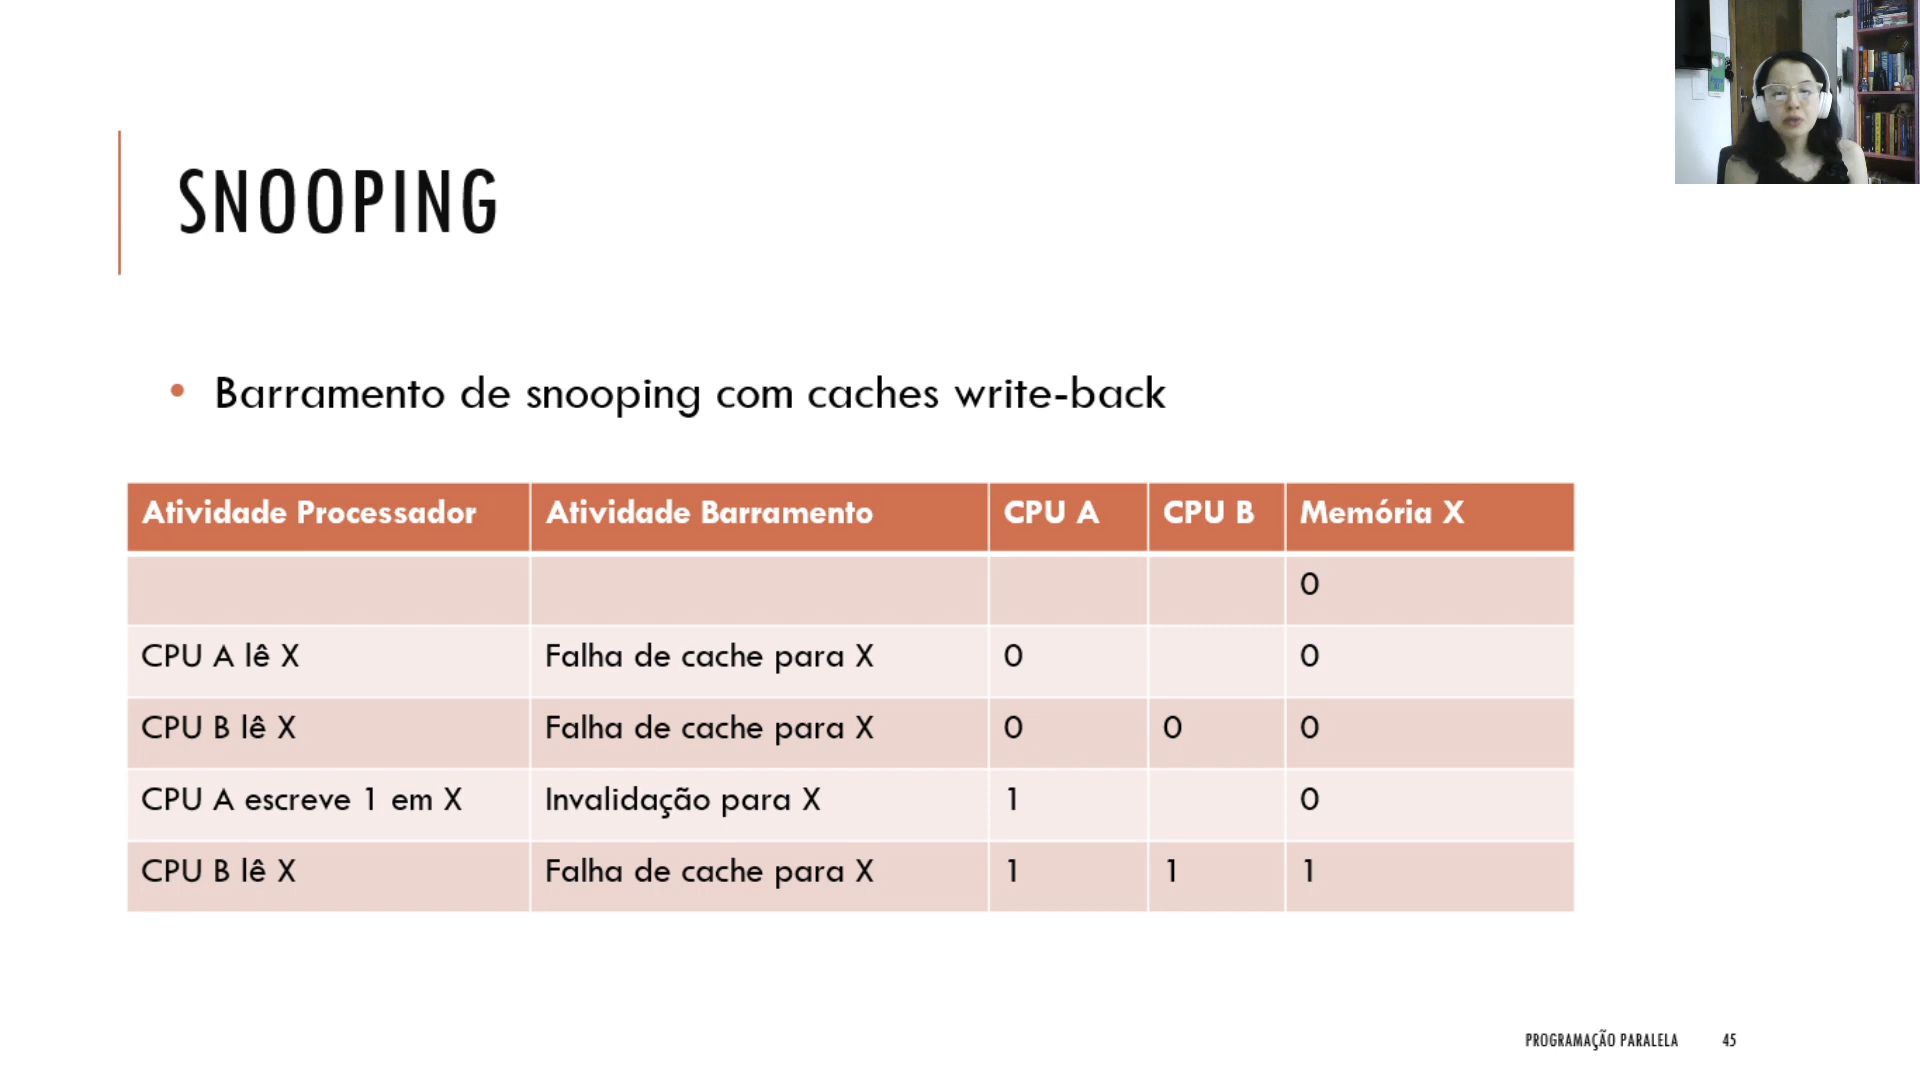 SNOOPING
• Barramento de snooping com caches write-back
Atividade Processador Atividade Barramento CPU A CPU B Memória X
0
CPU A lê X Falha de cache para X 0 0
CPU B lê X Falha de cache para X 0 0 0
CPU A escreve 1 em X Invalidação para X 1 0
CPU B lê X Falha de cache para X 1 1 1
PROGRAMAÇÃO PARALELA 45